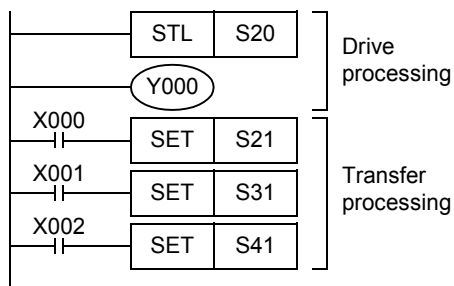 STL S20
Drive
processing
Y000
X000
SET S21
X001
SET S31
Transfer
processing
X002
SET S41